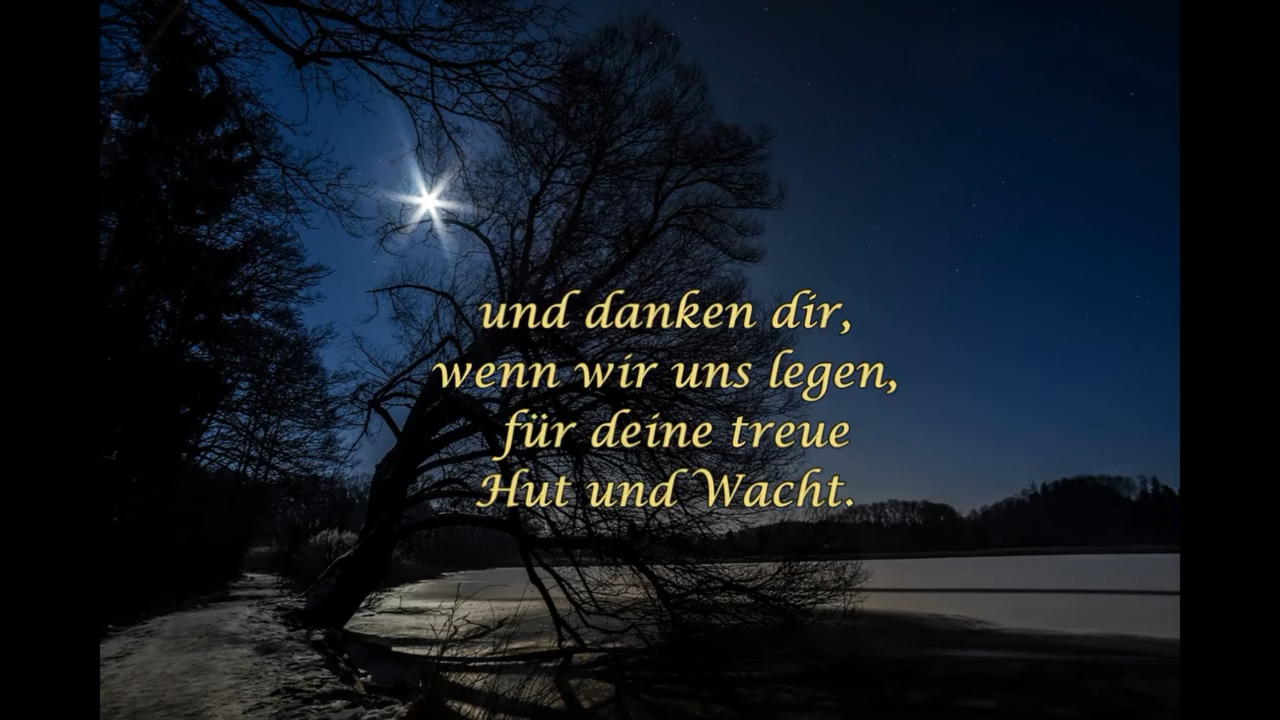 und danken dir,
wenn wir uns legen,
für deine treue
Hut und Wacht.